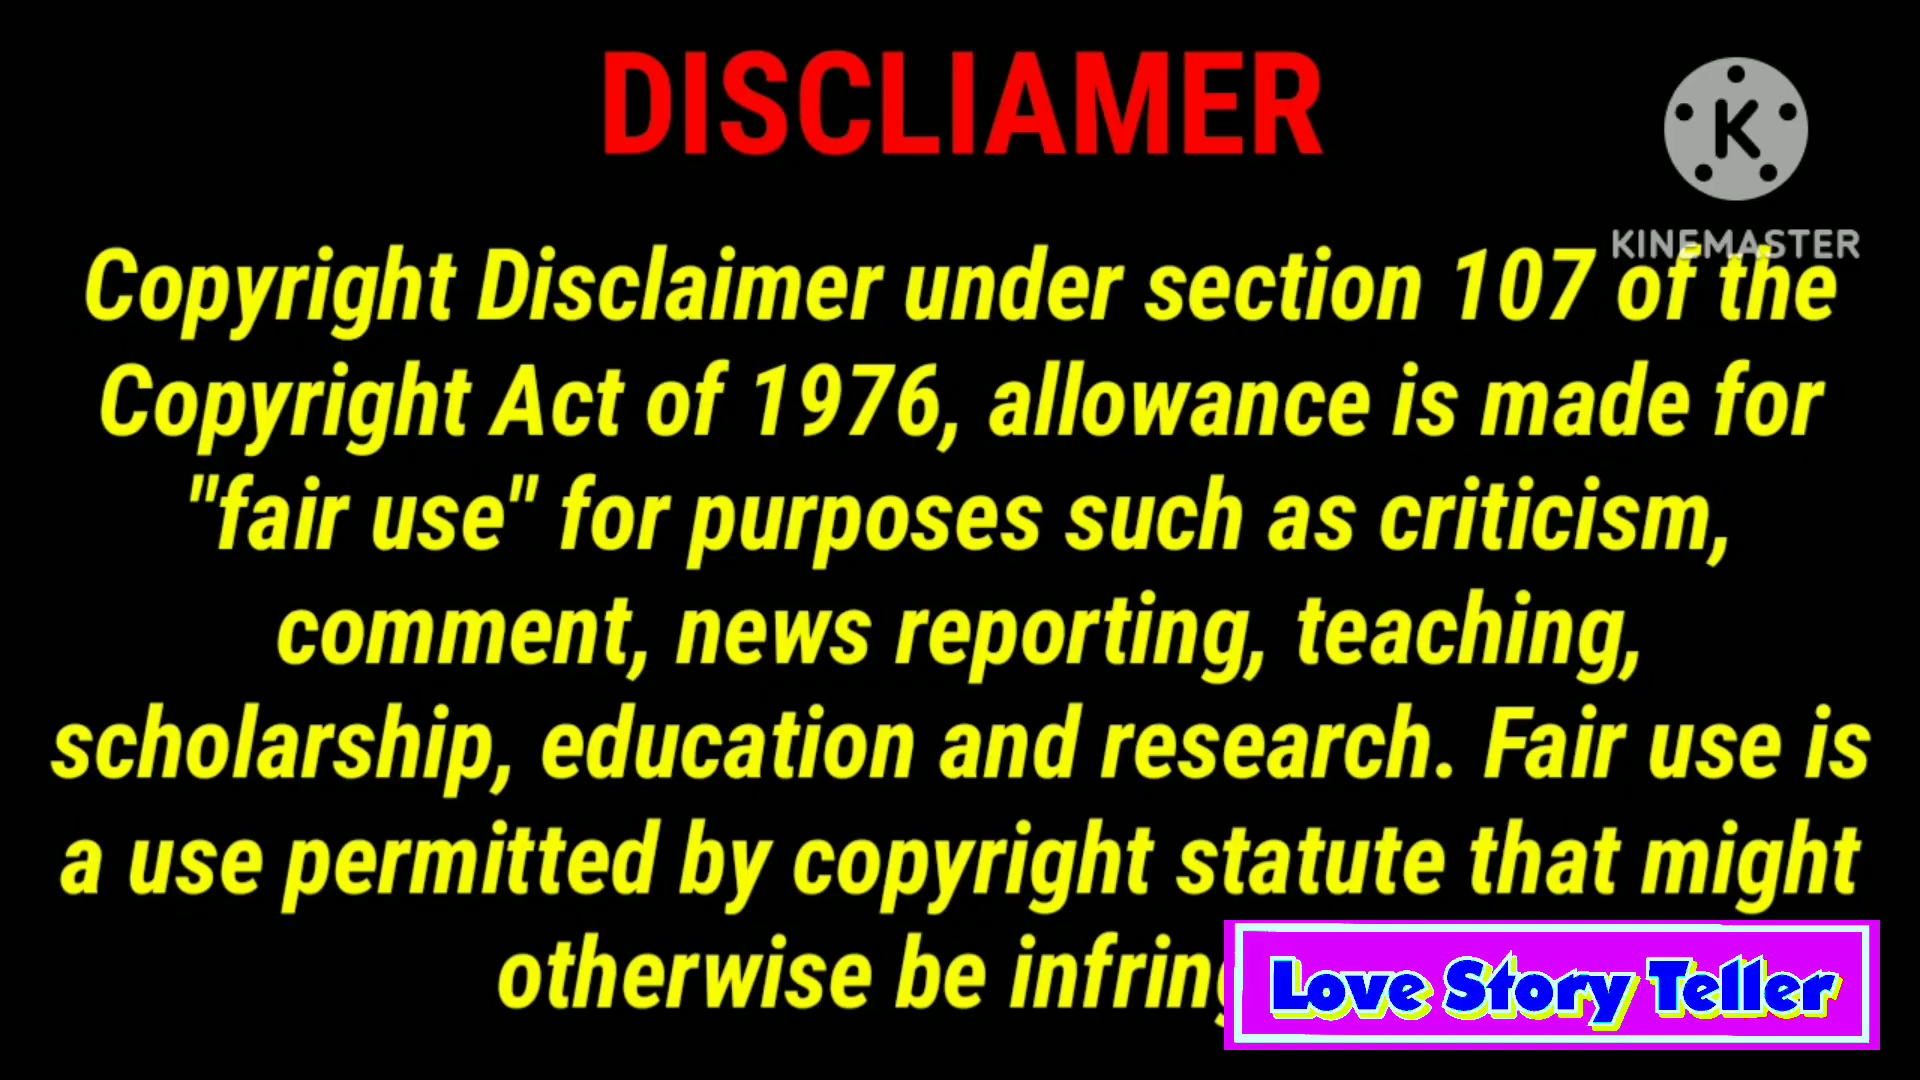 DISCLIAMER
KINEMASTER
Copyright Disclaimer under section 107 of the
Copyright Act of 1976, allowance is made for
"fair use" for purposes such as criticism,
comment, news reporting, teaching,
scholarship, education and research. Fair use is
a use permitted by copyright statute that might
otherwise be
Love Story Teller